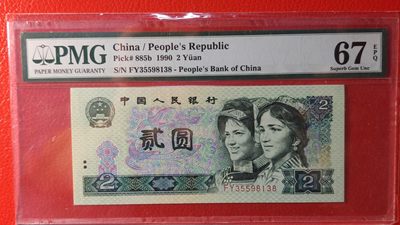 PMG
PAPER MONEY GUARANTY
China / People's Republic
Pick# 885b 1990 2 Yüan
S/N FY35598138 - People's Bank of China
67 EPQ
Superb Gem Unc
中国人民银行
2
贰圆
FY35598138
2
2